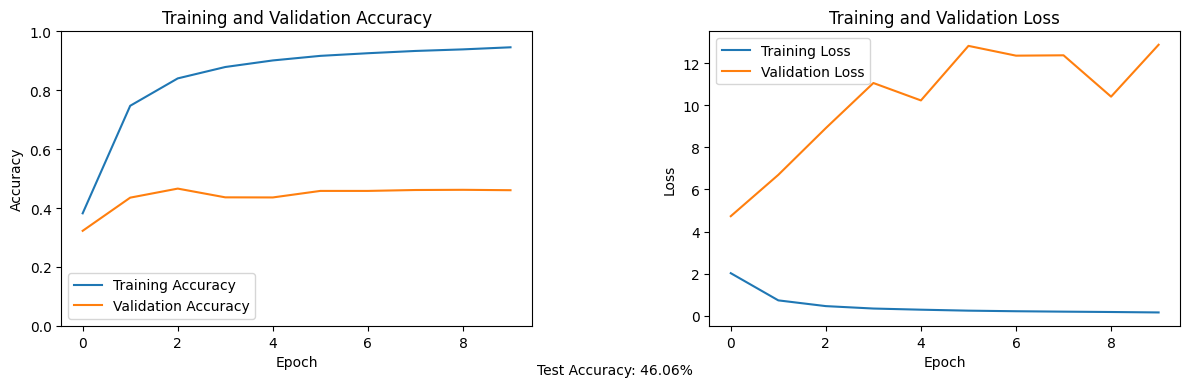 Training and Validation Accuracy
1.0
0.8
0.6
0.4
0.2
0.0
Accuracy
Training Accuracy
Validation Accuracy
0 2 4 6 8
Epoch
Training and Validation Loss
12
10
8
6
4
2
0
Loss
Training Loss
Validation Loss
0 2 4 6 8
Epoch
Test Accuracy: 46.06%